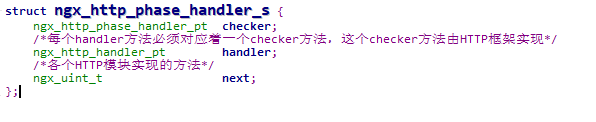 struct ngx_http_phase_handler_s {
ngx_http_phase_handler_pt checker;
/*每个handler方法必须对应着一个checker方法，这个checker方法由HTTP框架实现*/
ngx_http_handler_pt handler;
/*各个HTTP模块实现的方法*/
ngx_uint_t next;
};